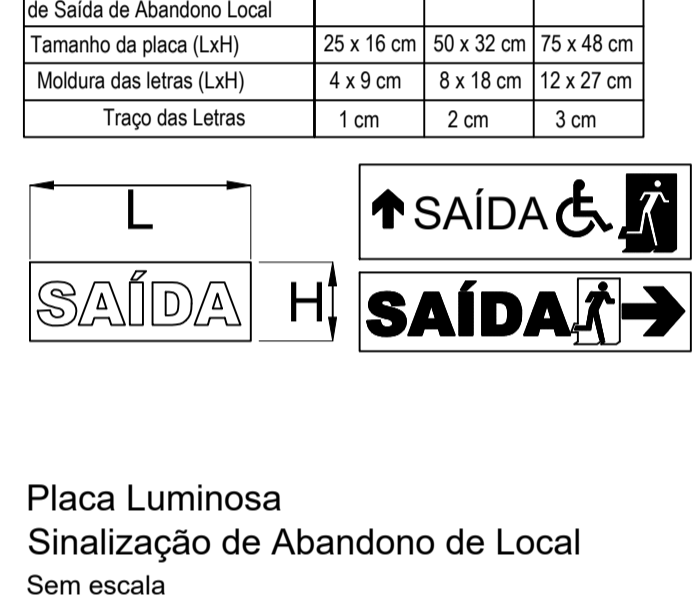 de Saída de Abandono Local
Tamanho da placa (LxH) 25 x 16 cm 50 x 32 cm 75 x 48 cm
Moldura das letras (LxH) 4 x 9 cm 8 x 18 cm 12 x 27 cm
Traço das Letras 1 cm 2 cm 3 cm
L
SAÍDA
H
SAÍDA
SAÍDA
Placa Luminosa
Sinalização de Abandono de Local
Sem escala